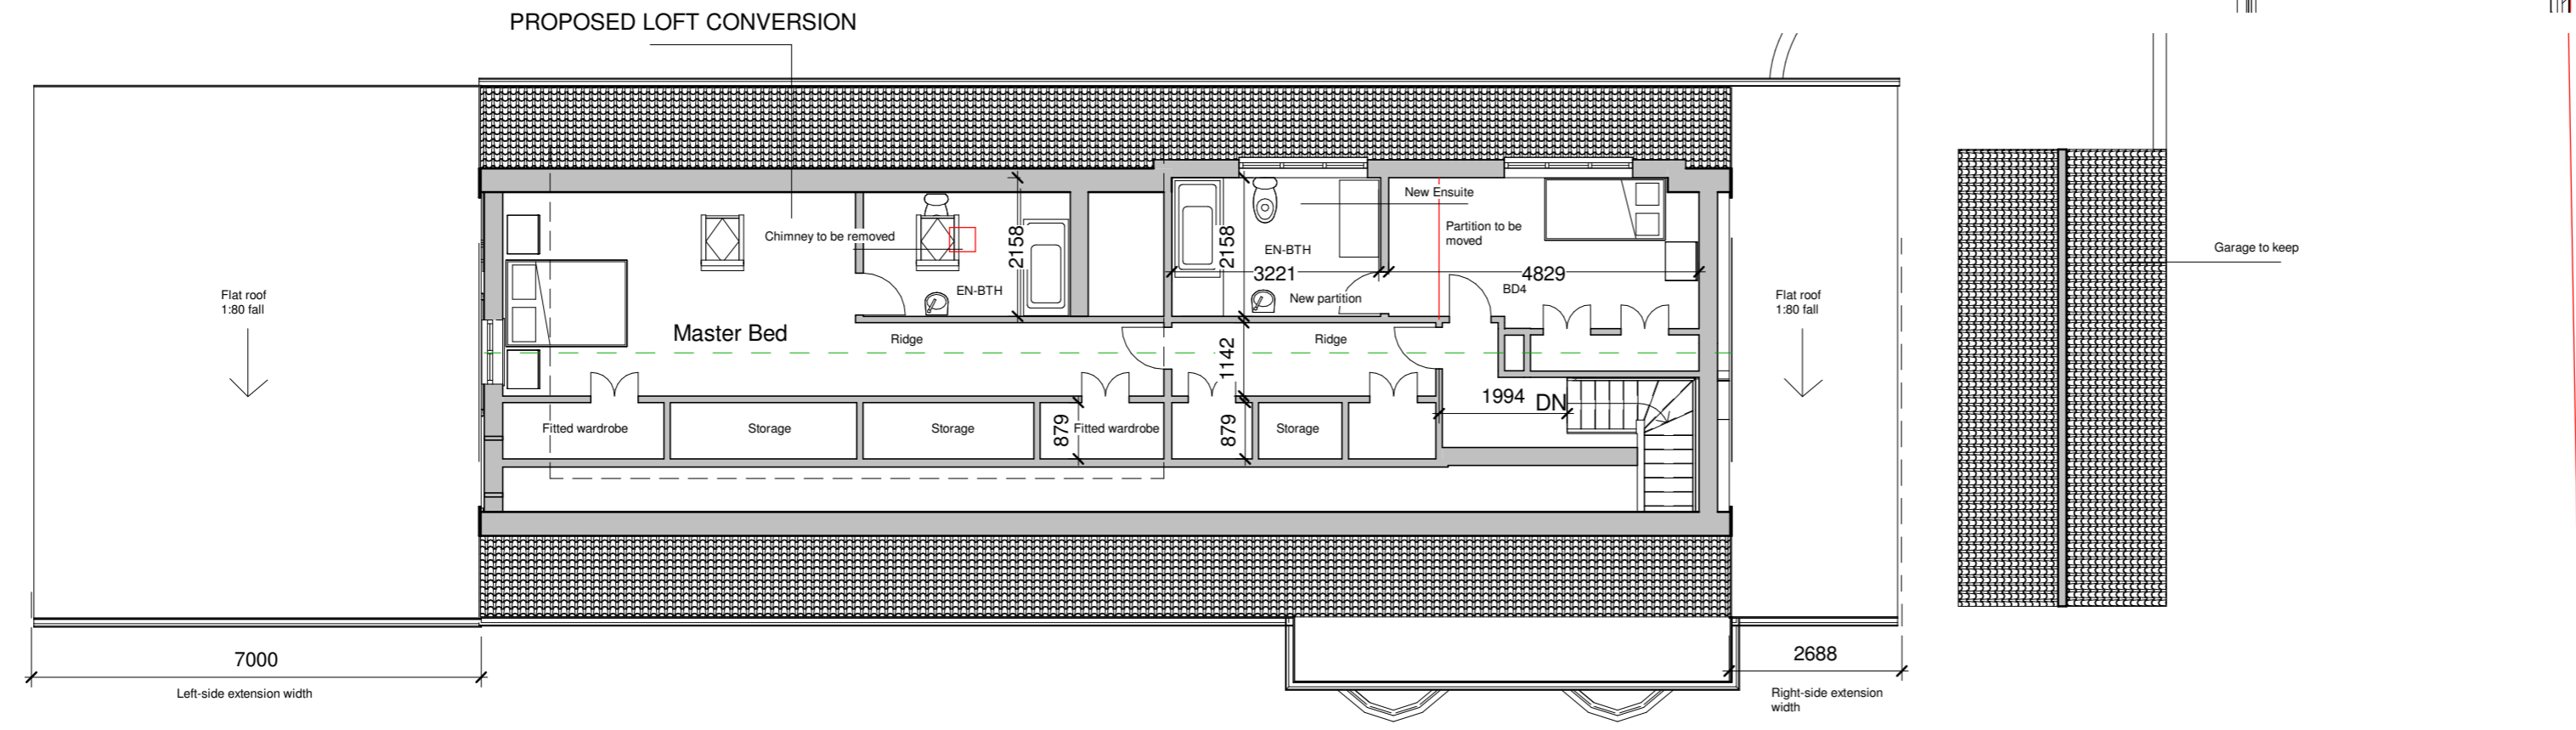 PROPOSED LOFT CONVERSION
New Ensuite
Chimney to be removed
Partition to be
moved
2158
2158
EN-BTH
Garage to keep
3221
4829
EN-BTH
New partition
BD4
Flat roof
1:80 fall
Flat roof
1:80 fall
Master Bed
Ridge
Ridge
1142
1994
DN
Fitted wardrobe
Storage
Storage
879
Fitted wardrobe
879
Storage
7000
Left-side extension width
2688
Right-side extension
width